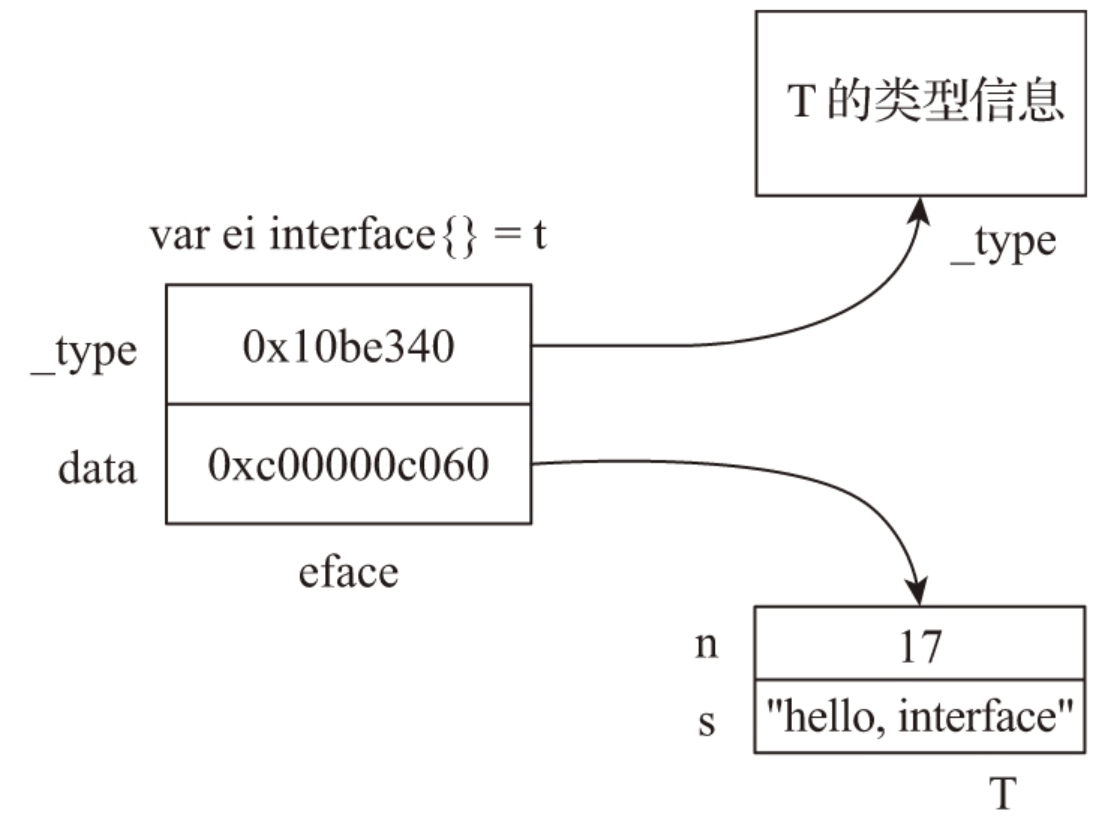 T 的类型信息
_type
var ei interface{} = t
_type
0x10be340
data
0xc00000c060
eface
n
17
s
"hello, interface"
T